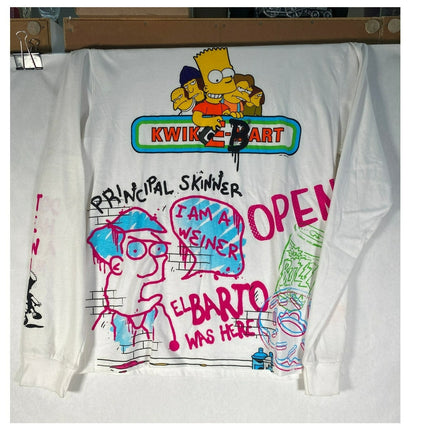 KWIK-E-BART
PRINCIPAL SKINNER
I AM A
WEINER
OPEN
EL BARTO
WAS HERE